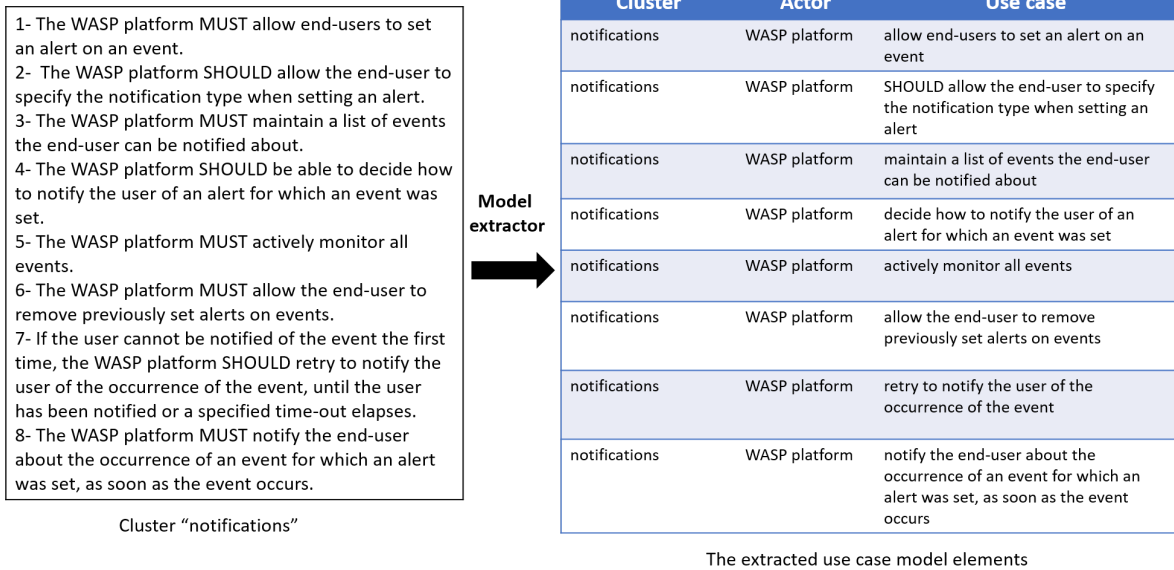 1- The WASP platform MUST allow end-users to set
an alert on an event.
2-  The WASP platform SHOULD allow the end-user to
specify the notification type when setting an alert.
3- The WASP platform MUST maintain a list of events
the end-user can be notified about.
4- The WASP platform SHOULD be able to decide how
to notify the user of an alert for which an event was
set.
5- The WASP platform MUST actively monitor all
events.
6- The WASP platform MUST allow the end-user to
remove previously set alerts on events.
7- If the user cannot be notified of the event the first
time, the WASP platform SHOULD retry to notify the
user of the occurrence of the event, until the user
has been notified or a specified time-out elapses.
8- The WASP platform MUST notify the end-user
about the occurrence of an event for which an alert
was set, as soon as the event occurs.
Cluster “notifications”
Model
extractor
Cluster Actor Use case
notifications WASP platform allow end-users to set an alert on an
event
notifications WASP platform SHOULD allow the end-user to specify
the notification type when setting an
alert
notifications WASP platform maintain a list of events the end-user
can be notified about
notifications WASP platform decide how to notify the user of an
alert for which an event was set
notifications WASP platform actively monitor all events
notifications WASP platform allow the end-user to remove
previously set alerts on events
notifications WASP platform retry to notify the user of the
occurrence of the event
notifications WASP platform notify the end-user about the
occurrence of an event for which an
alert was set, as soon as the event
occurs
The extracted use case model elements